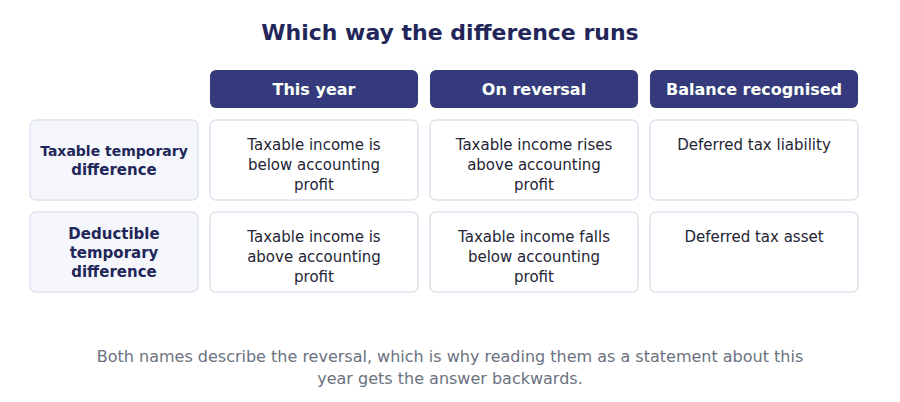 Which way the difference runs
This year
On reversal
Balance recognised
Taxable temporary
difference
Taxable income is
below accounting
profit
Taxable income rises
above accounting
profit
Deferred tax liability
Deductible
temporary
difference
Taxable income is
above accounting
profit
Taxable income falls
below accounting
profit
Deferred tax asset
Both names describe the reversal, which is why reading them as a statement about this
year gets the answer backwards.